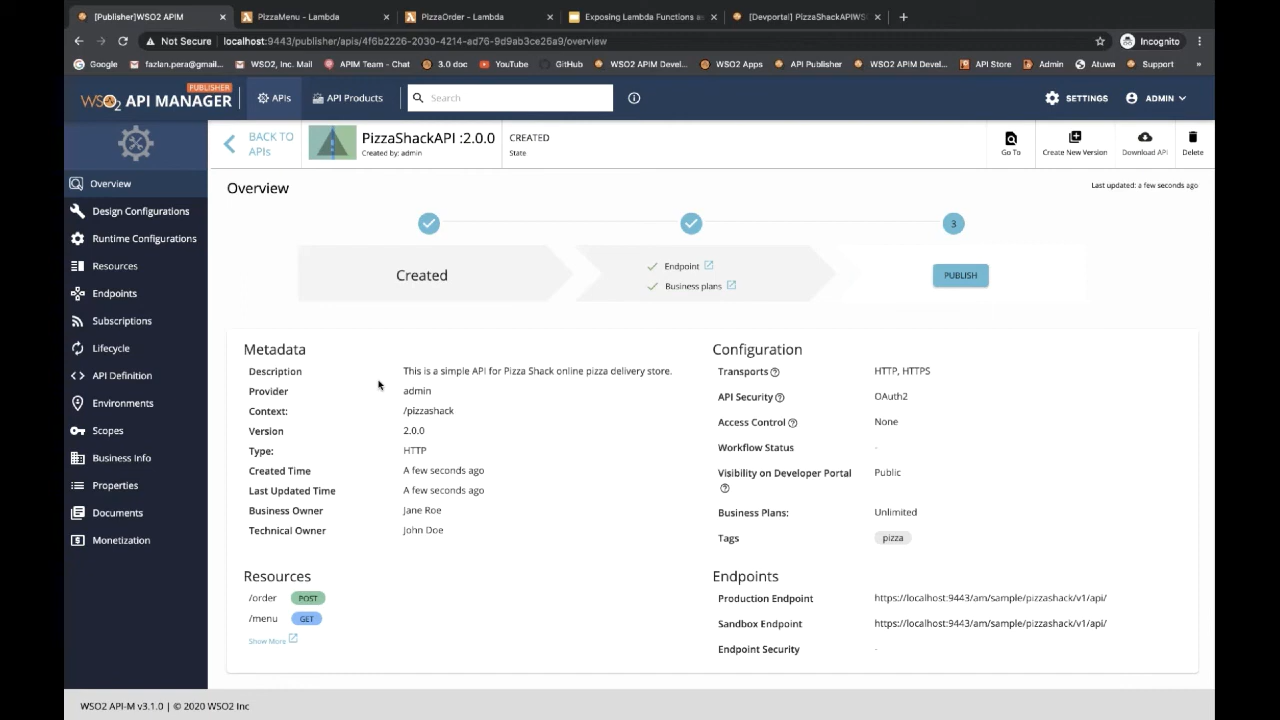 [Publisher]WSO2 APIM
PizzaMenu - Lambda
PizzaOrder - Lambda
Exposing Lambda Functions as
[Devportal] PizzaShackAPIWS
Not Secure
localhost:9443/publisher/apis/4f6b2226-2030-4214-ad76-9d9ab3ce26a9/overview
Incognito
Google
fazlan.pera@gmail...
WSO2, Inc. Mail
APIM Team - Chat
3.0 doc
YouTube
GitHub
WSO2 API Devel...
WSO2 Apps
API Publisher
WSO2 API Devel...
API Store
Admin
Atuwa
Support
»
WSO2 API MANAGER
PUBLISHER
APIs
API Products
Search
SETTINGS
ADMIN
BACK TO
APIs
PizzaShackAPI :2.0.0
Created by: admin
CREATED
State
Go To
Create New Version
Download API
Delete
Overview
Design Configurations
Runtime Configurations
Resources
Endpoints
Subscriptions
Lifecycle
API Definition
Environments
Scopes
Business Info
Properties
Documents
Monetization
Overview
Last updated: a few seconds ago
3
Created
Endpoint
Business plans
PUBLISH
Metadata
Description This is a simple API for Pizza Shack online pizza delivery store.
Provider admin
Context: /pizzashack
Version 2.0.0
Type: HTTP
Created Time A few seconds ago
Last Updated Time A few seconds ago
Business Owner Jane Roe
Technical Owner John Doe
Configuration
Transports HTTP, HTTPS
API Security OAuth2
Access Control None
Workflow Status -
Visibility on Developer Portal Public
Business Plans: Unlimited
Tags pizza
Resources
/order POST
/menu GET
Show More
Endpoints
Production Endpoint https://localhost:9443/am/sample/pizzashack/v1/api/
Sandbox Endpoint https://localhost:9443/am/sample/pizzashack/v1/api/
Endpoint Security -
WSO2 API-M v3.1.0 | © 2020 WSO2 Inc